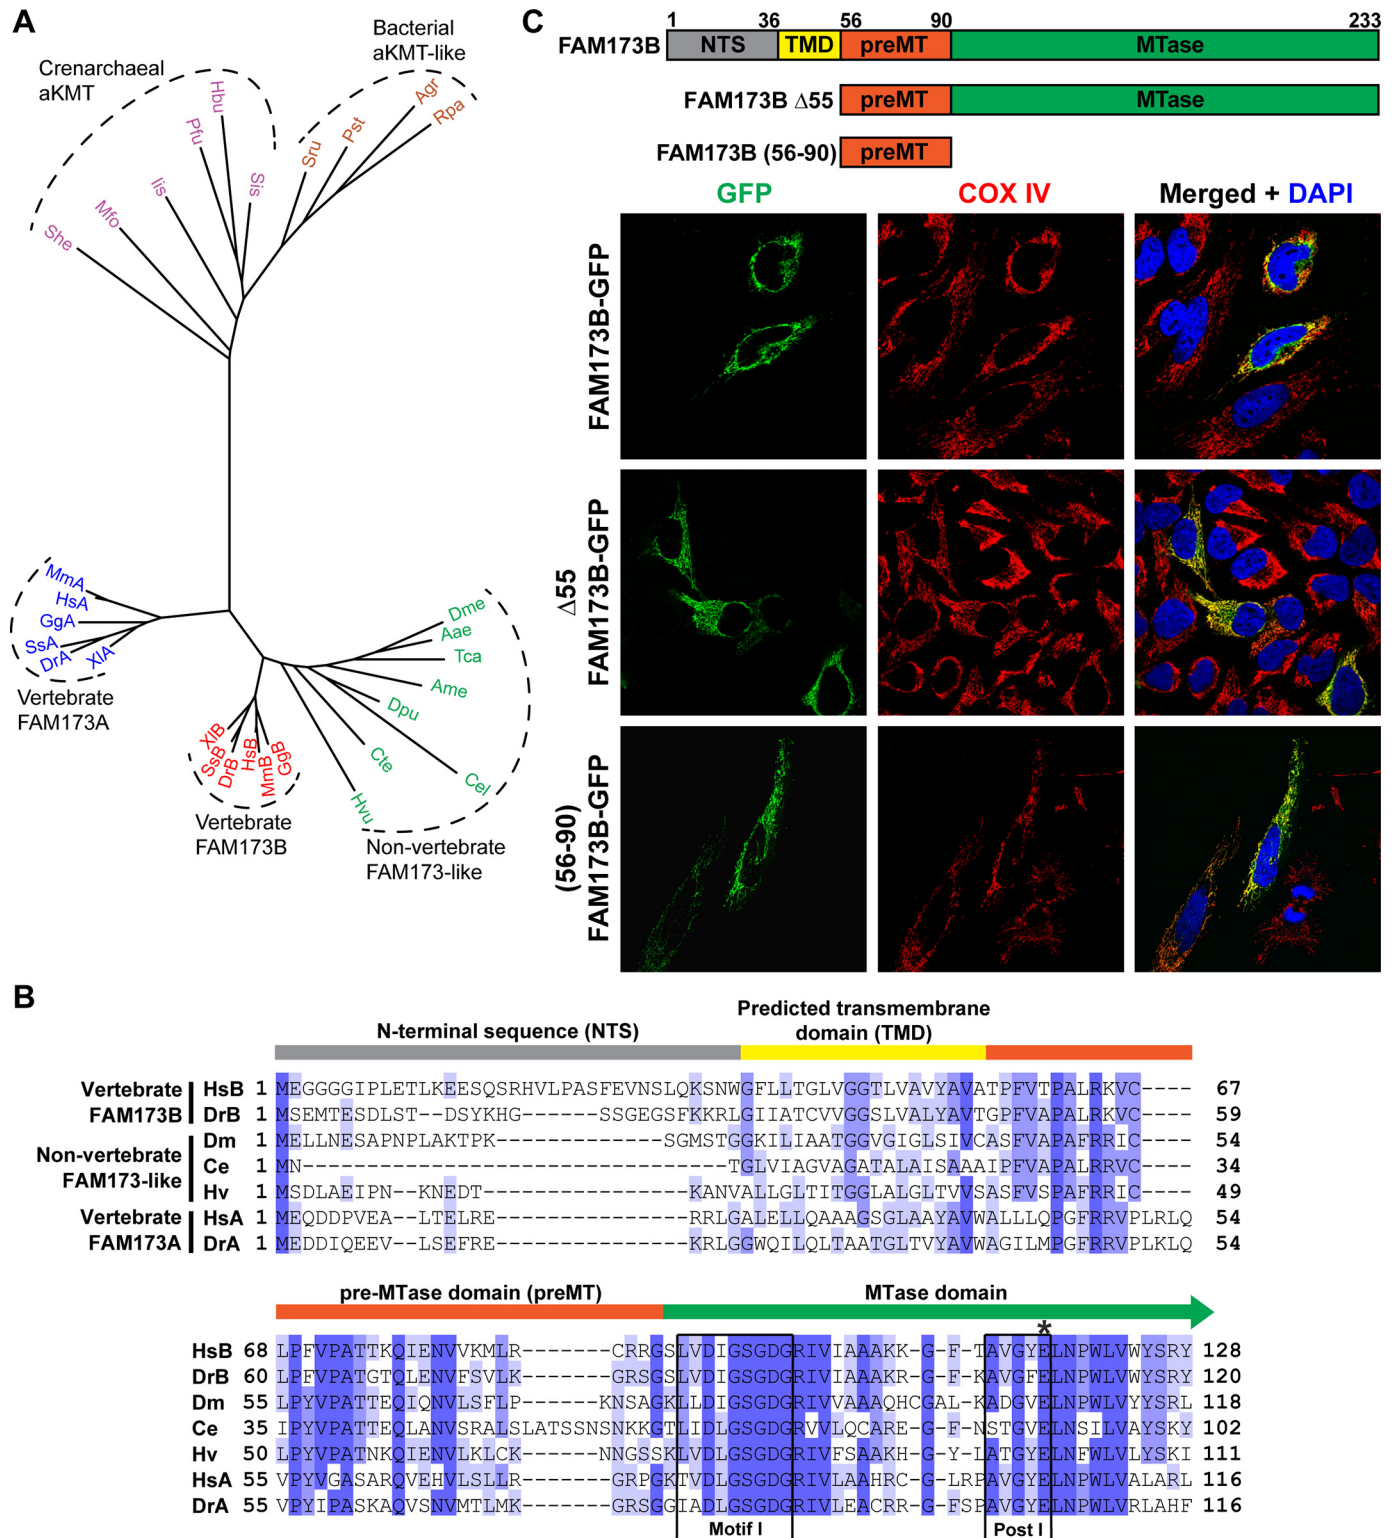 A
Bacterial
aKMT-like
Crenarchaeal
aKMT
Hbu
Pfu
Iis
Sis
Mfo
She
Sru
Pst
Agr
Rpa
MmA
HsA
GgA
SsA
DrA
XlA
Vertebrate
FAM173A
XlB
SsB
DrB
HsB
MmB
GgB
Vertebrate
FAM173B
Dme
Aae
Tca
Ame
Dpu
Cel
Cte
Hvu
Non-vertebrate
FAM173-like
C
1 36 56 90 233
FAM173B NTS TMD preMT MTase
FAM173B Δ55 preMT MTase
FAM173B (56-90) preMT
GFP COX IV Merged + DAPI
FAM173B-GFP
Δ55
FAM173B-GFP
(56-90)
FAM173B-GFP
B
N-terminal sequence (NTS)
Predicted transmembrane
domain (TMD)
Vertebrate
FAM173B
Non-vertebrate
FAM173-like
Vertebrate
FAM173A
HsB 1 MEGGGGIPLETLKEESQSRHVLPASFEVNSLQKSNWGFLLTGLVGGTLVAVYAVATPFVTPALRKVC---- 67
DrB 1 MSEMTESDLST--DSYKHG------SSGEGSFKKRLGIIATCVVGGSLVALYAVTGPFVAPALRKVC---- 59
Dm 1 MELLNESAPNPLAKTPK-------------SGMSTGGKILIAATGGVGIGLSIVCASFVAPAFRRIC---- 54
Ce 1 MN---------------------------------TGLVIAGVAGATALAISAAAIPFVAPALRRVC---- 34
Hv 1 MSDLAEIPN--KNEDT----------------KANVALLGLTITGGLALGLTVVSASFVSPAFRRIC---- 49
HsA 1 MEQDDPVEA--LTELRE---------------RRLGALELLQAAAGSGLAAYAVWALLLQPGFRRVPLRLQ 54
DrA 1 MEDDIQEEV--LSEFRE---------------KRLGGWQILQLTAATGLTVYAVWAGILMPGFRRVPLKLQ 54
pre-MTase domain (preMT)
MTase domain
*
HsB 68 LPFVPATTKQIENVVKMLR-------CRRGSLVDIGSGDGRIVIAAAKK-G-F-TAVGYELNPWLVWYSRY 128
DrB 60 LPFVPATGTQLENVFSVLK-------GRSGSLVDIGSGDGRIVIAAAKR-G-F-KAVGFELNPWLVWYSRY 120
Dm 55 LPYVPATTEQIQNVLSFLP------KNSAGKLLDIGSGDGRIVVAAAQHCGAL-KADGVELNPWLVYYSRL 118
Ce 35 IPYVPATTEQLANVSRALSLATSSNSNKKGTLIDLGSGDGRVVLQCARE-G-F-NSTGVELNSILVAYSKY 102
Hv 50 LPYVPATNKQIENVLKLCK------NNGSSKLVDLGSGDGRIVFSAAKH-G-Y-LATGYELNFWLVLYSKI 111
HsA 55 VPYVGASARQVEHVLSLLR-------GRPGKTVDLGSGDGRIVLAAHRC-G-LRPAVGYELNPWLVALARL 116
DrA 55 VPYIPASKAQVSNVMTLMK-------GRSGGIADLGSGDGRIVLEACRR-G-FSPAVGYELNPWLVRLAHF 116
Motif I
Post I